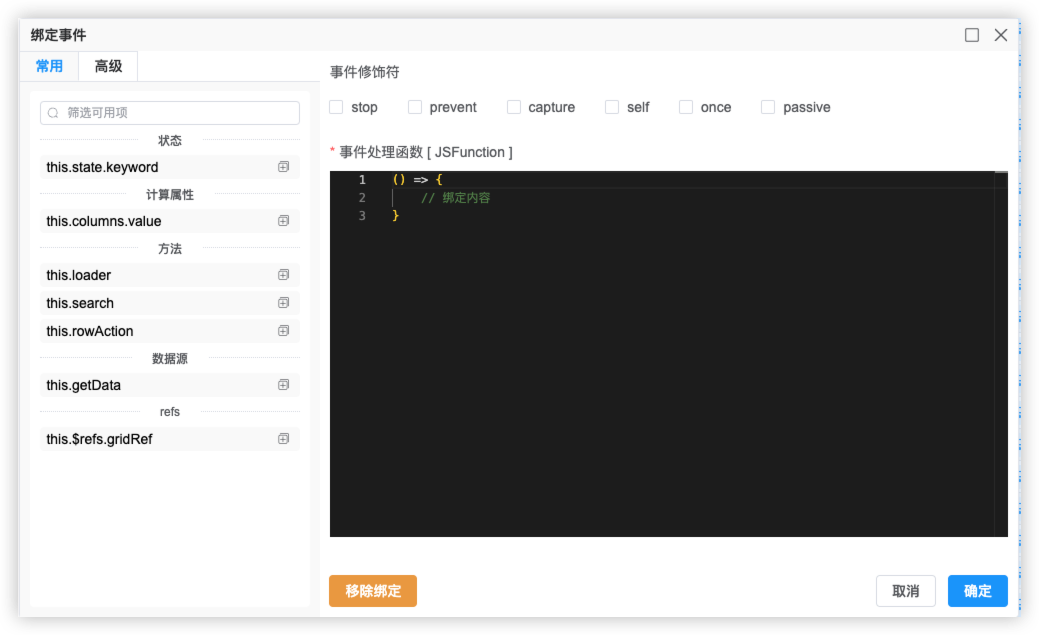 绑定事件
常用 高级
筛选可用项
状态
this.state.keyword
计算属性
this.columns.value
方法
this.loader
this.search
this.rowAction
数据源
this.getData
refs
this.$refs.gridRef
事件修饰符
stop prevent capture self once passive
* 事件处理函数 [ JSFunction ]
1 () => {
2 // 绑定内容
3 }
移除绑定 取消 确定